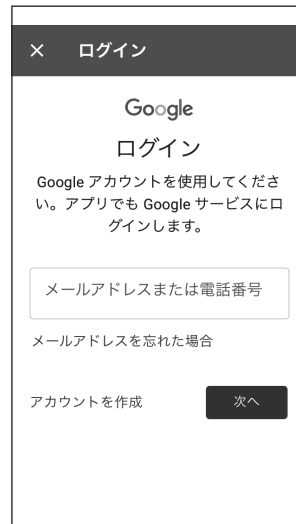 × ログイン
Google
ログイン
Google アカウントを使用してくださ
い。アプリでも Google サービスにロ
グインします。
メールアドレスまたは電話番号
メールアドレスを忘れた場合
アカウントを作成 次へ